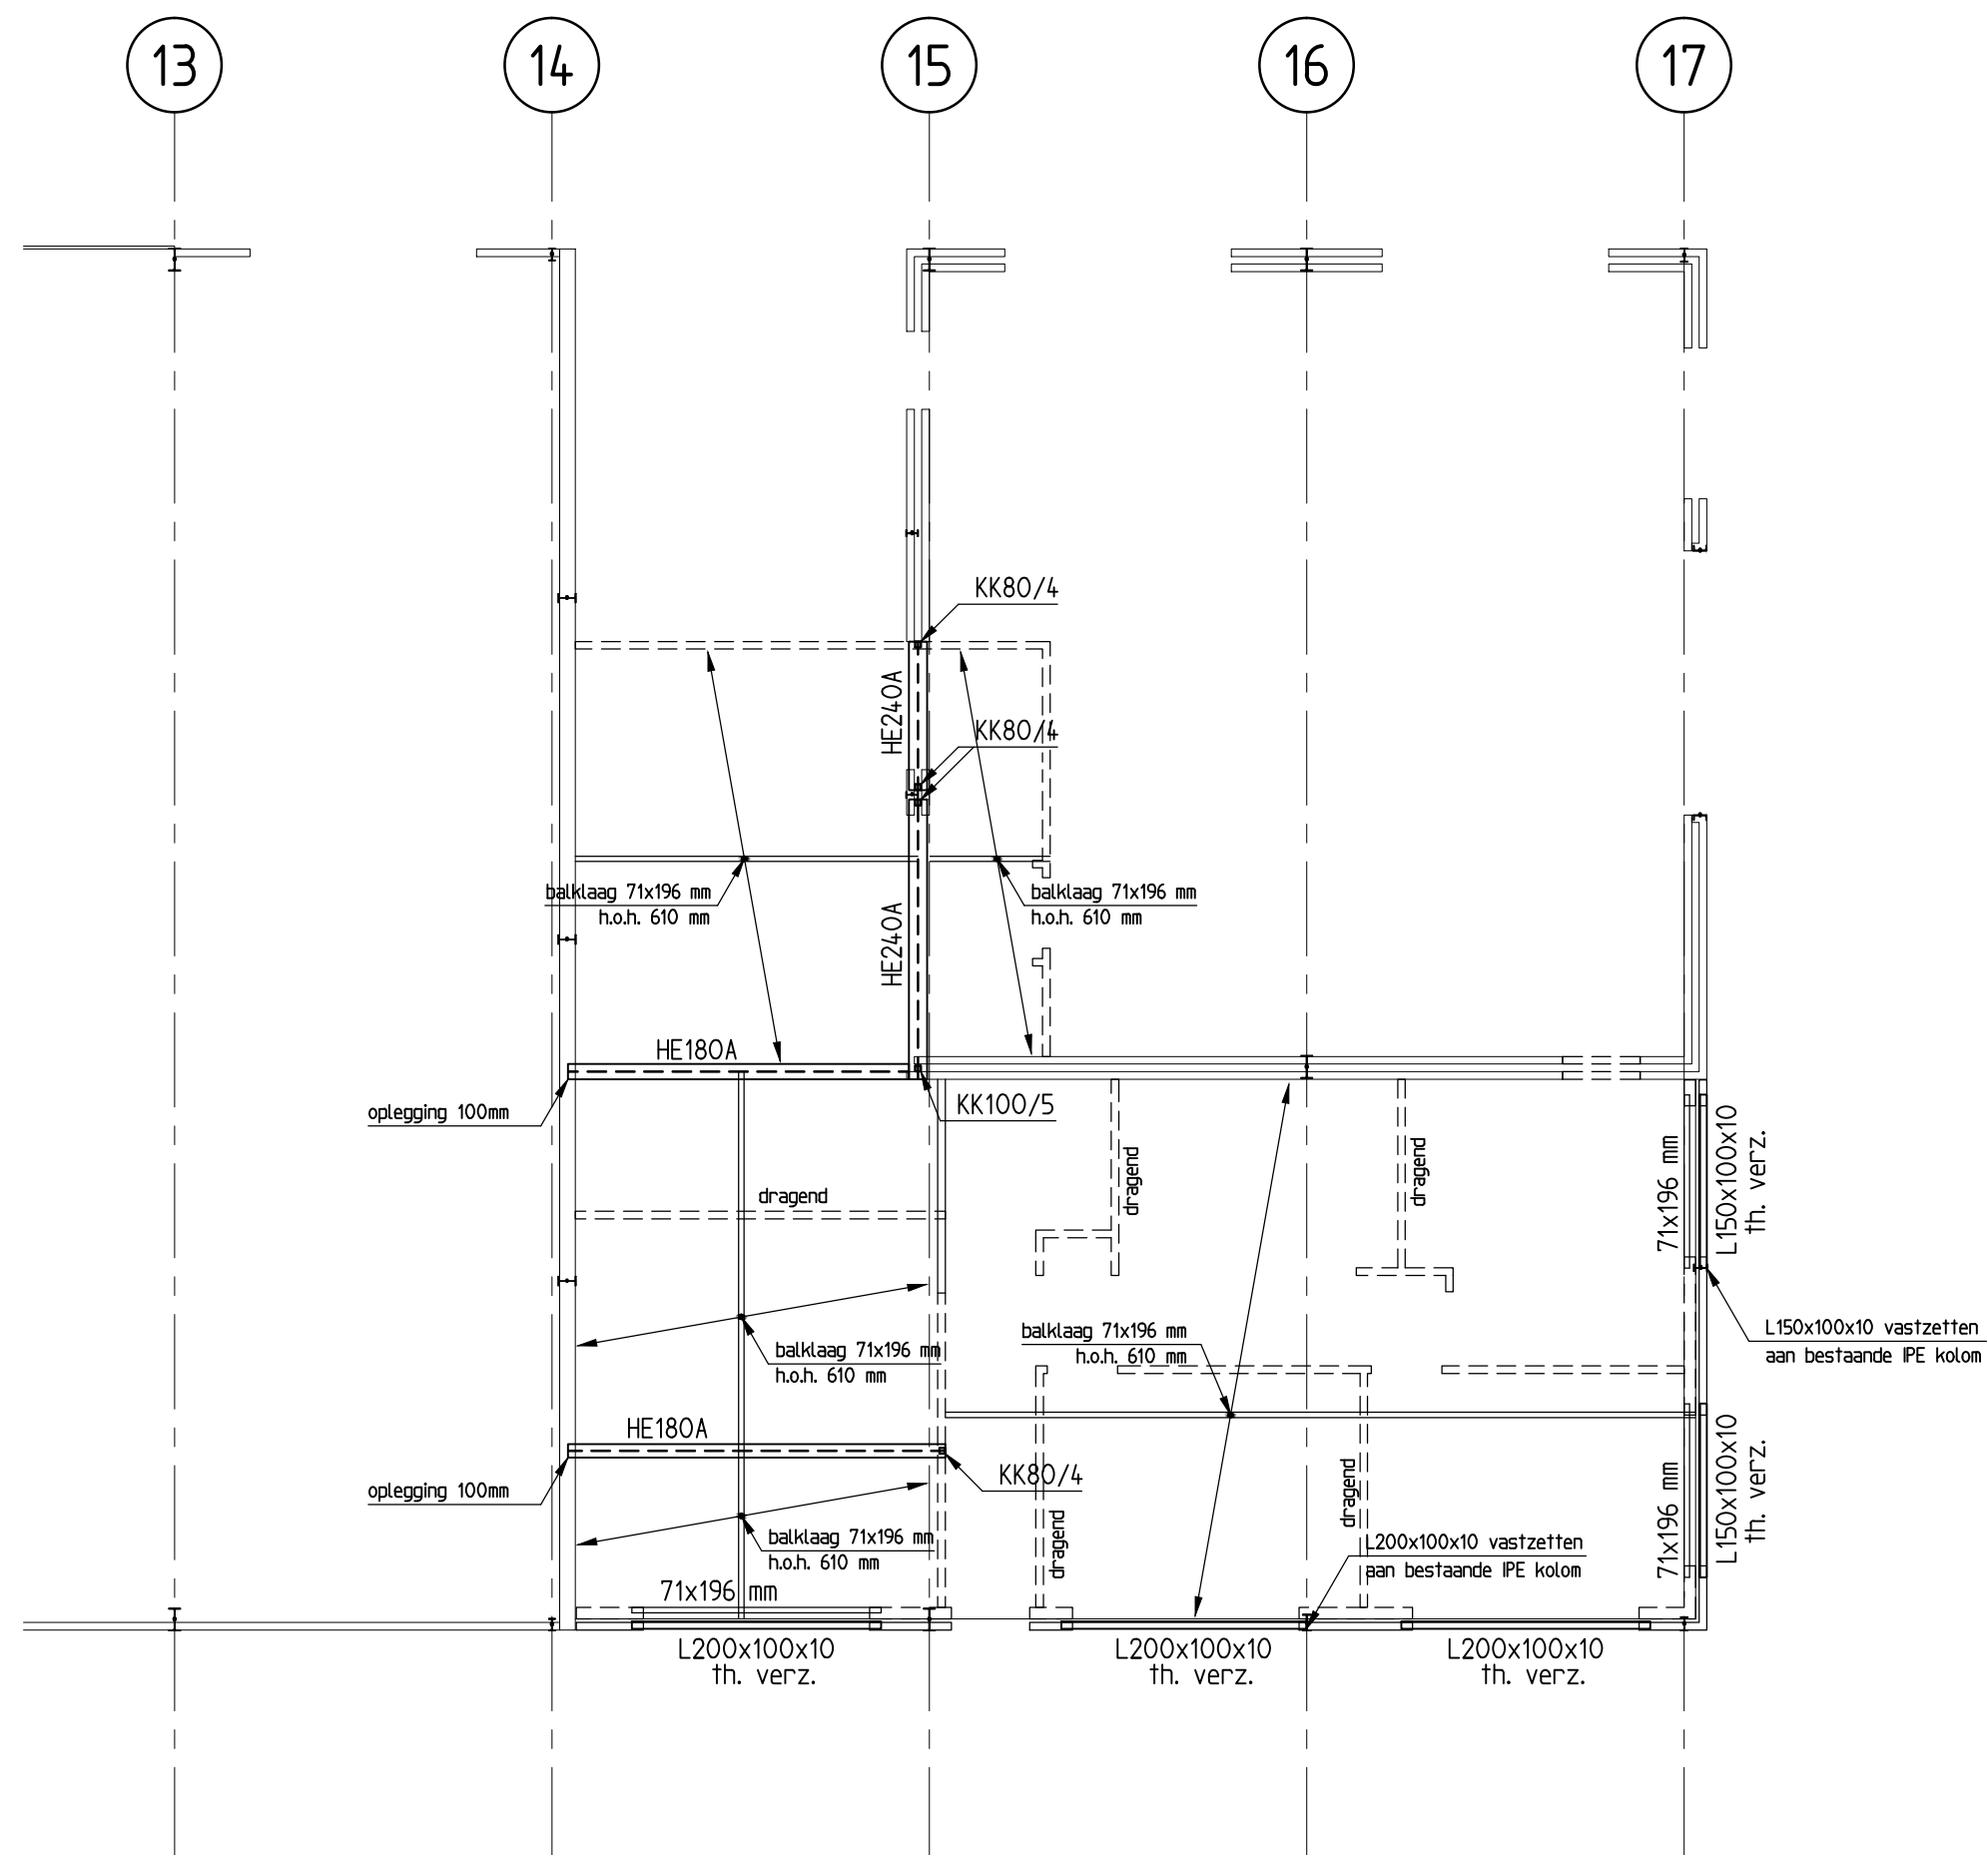 13
14
15
16
17
KK80/4
HE240A
KK80/4
balklaag 71x196 mm
h.o.h. 610 mm
balklaag 71x196 mm
h.o.h. 610 mm
HE240A
HE180A
oplegging 100mm
KK100/5
dragend
dragend
dragend
71x196 mm
L150x100x10
th. verz.
L150x100x10 vastzetten
aan bestaande IPE kolom
balklaag 71x196 mm
h.o.h. 610 mm
balklaag 71x196 mm
h.o.h. 610 mm
HE180A
oplegging 100mm
KK80/4
dragend
dragend
71x196 mm
L150x100x10
th. verz.
balklaag 71x196 mm
h.o.h. 610 mm
L200x100x10 vastzetten
aan bestaande IPE kolom
71x196 mm
L200x100x10
th. verz.
L200x100x10
th. verz.
L200x100x10
th. verz.